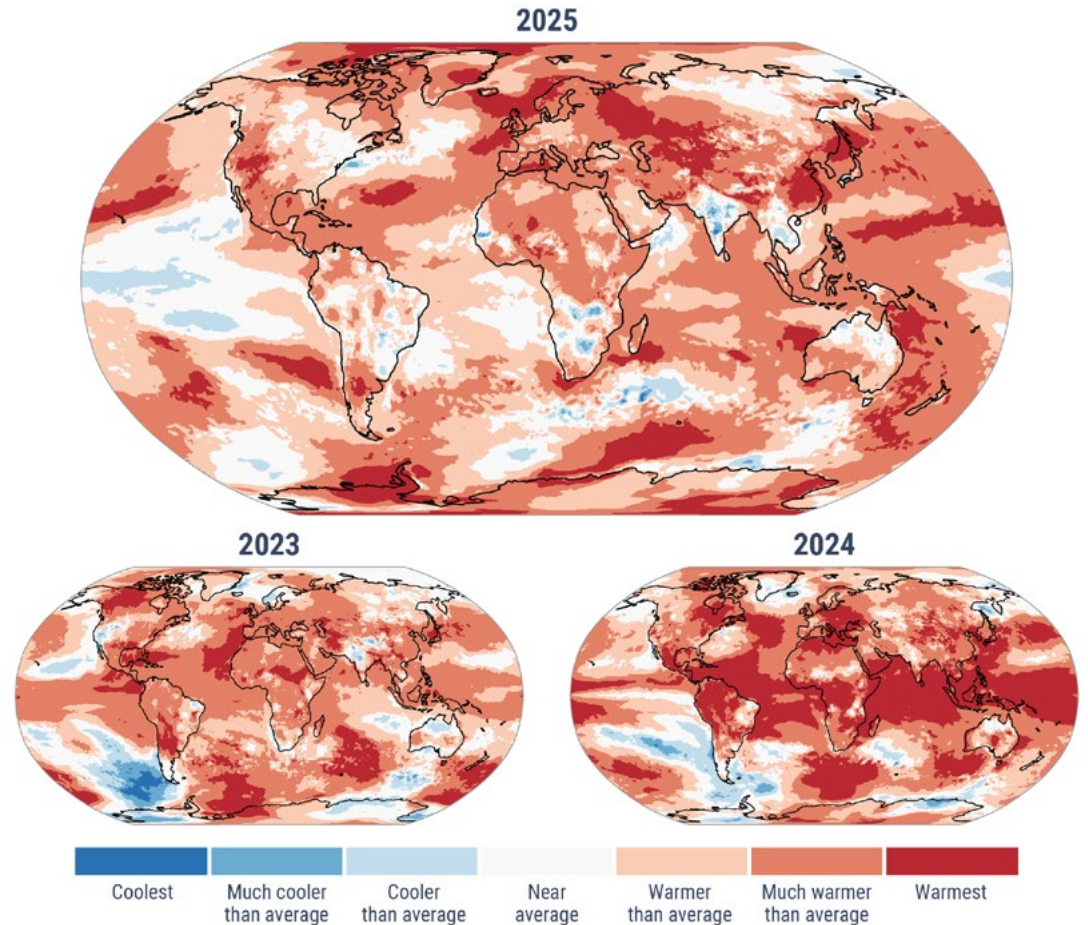 2025
2023
2024
Coolest
Much cooler
than average
Cooler
than average
Near
average
Warmer
than average
Much warmer
than average
Warmest